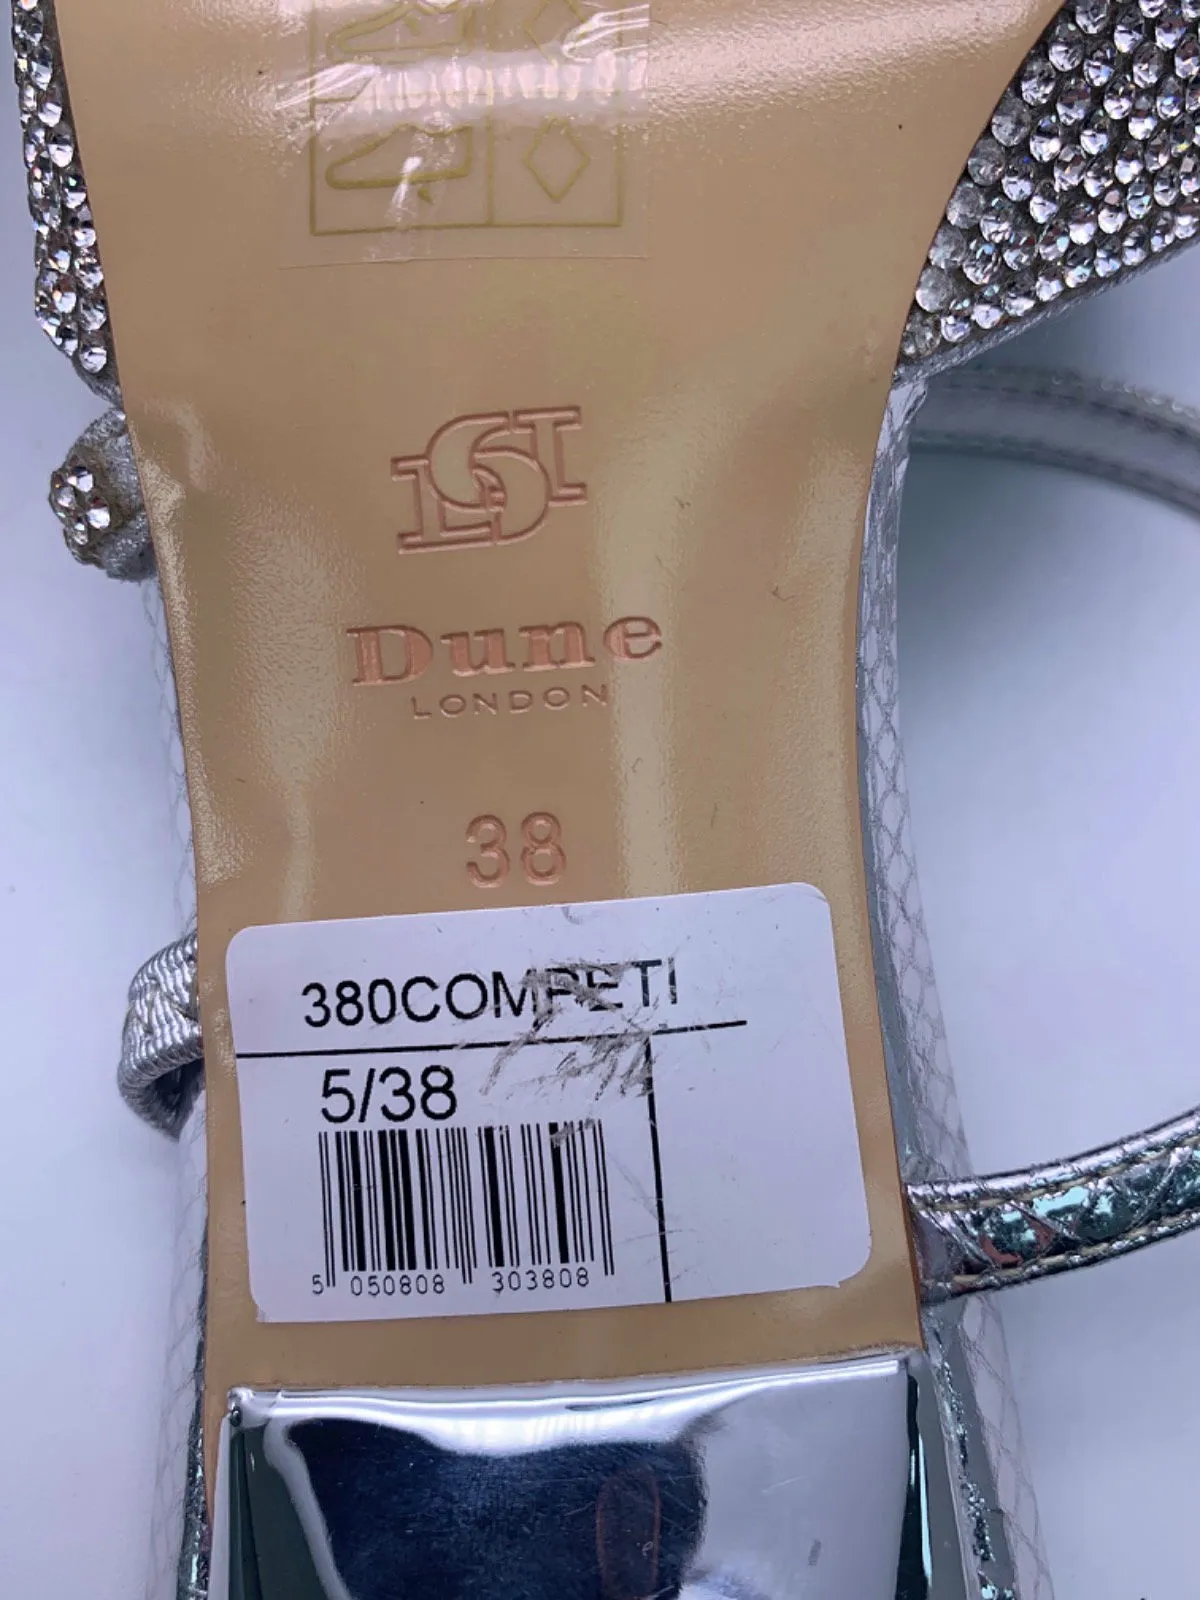 Dune
LONDON
38
380COMPETI
5/38
5 050808 303808